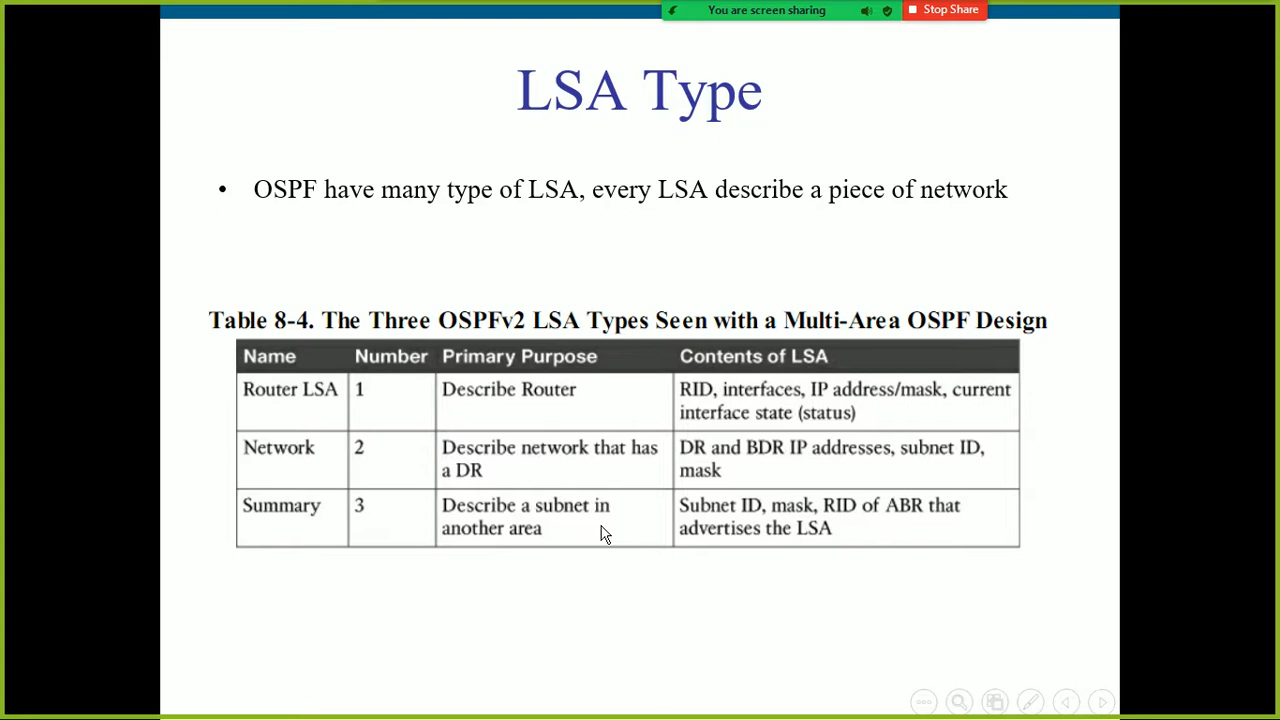 You are screen sharing
Stop Share
LSA Type
• OSPF have many type of LSA, every LSA describe a piece of network
Table 8-4. The Three OSPFv2 LSA Types Seen with a Multi-Area OSPF Design
Name Number Primary Purpose Contents of LSA
Router LSA 1 Describe Router RID, interfaces, IP address/mask, current
interface state (status)
Network 2 Describe network that has DR and BDR IP addresses, subnet ID,
a DR mask
Summary 3 Describe a subnet in Subnet ID, mask, RID of ABR that
another area advertises the LSA